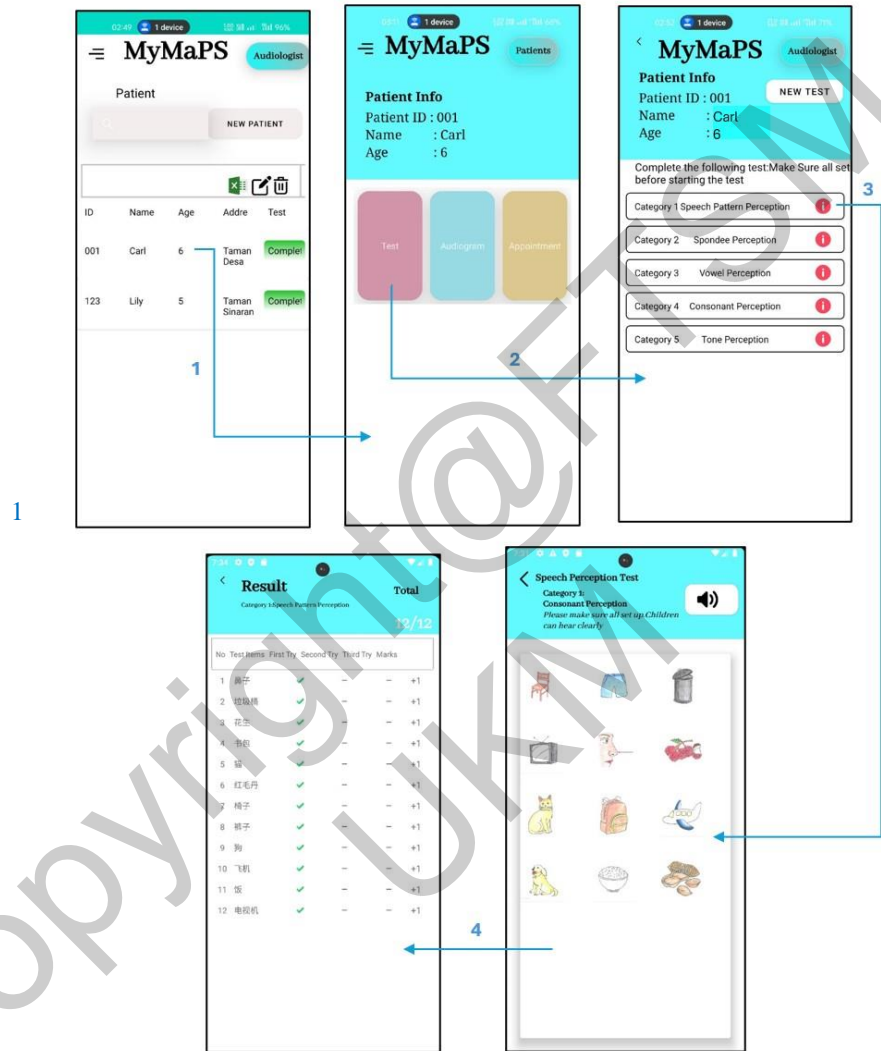 02:49 1 device 96%
MyMaPS
Audiologist
Patient
NEW PATIENT
ID Name Age Addre Test
001 Carl 6 Taman Desa Complet
123 Lily 5 Taman Sinaran Complet
1
1 device
MyMaPS
Patients
Patient Info
Patient ID : 001
Name : Carl
Age : 6
Test Audiogram Appointment
2
1 device
MyMaPS
Audiologist
Patient Info
NEW TEST
Patient ID : 001
Name : Carl
Age : 6
Complete the following test:Make Sure all set
before starting the test
Category 1 Speech Pattern Perception
Category 2 Spondee Perception
Category 3 Vowel Perception
Category 4 Consonant Perception
Category 5 Tone Perception
3
1
7:34
Result
Total
Category 1:Speech Pattern Perception
12/12
No Test Items First Try Second Try Third Try Marks
1 鼻子 ✓ – – +1
2 垃圾桶 ✓ – – +1
3 花生 ✓ – – +1
4 书包 ✓ – – +1
5 猫 ✓ – – +1
6 红毛丹 ✓ – – +1
7 椅子 ✓ – – +1
8 裤子 ✓ – – +1
9 狗 ✓ – – +1
10 飞机 ✓ – – +1
11 饭 ✓ – – +1
12 电视机 ✓ – – +1
4
Speech Perception Test
Category 1:
Consonant Perception
Please make sure all set up.Children
can hear clearly
Copyright@FTSM
UKM